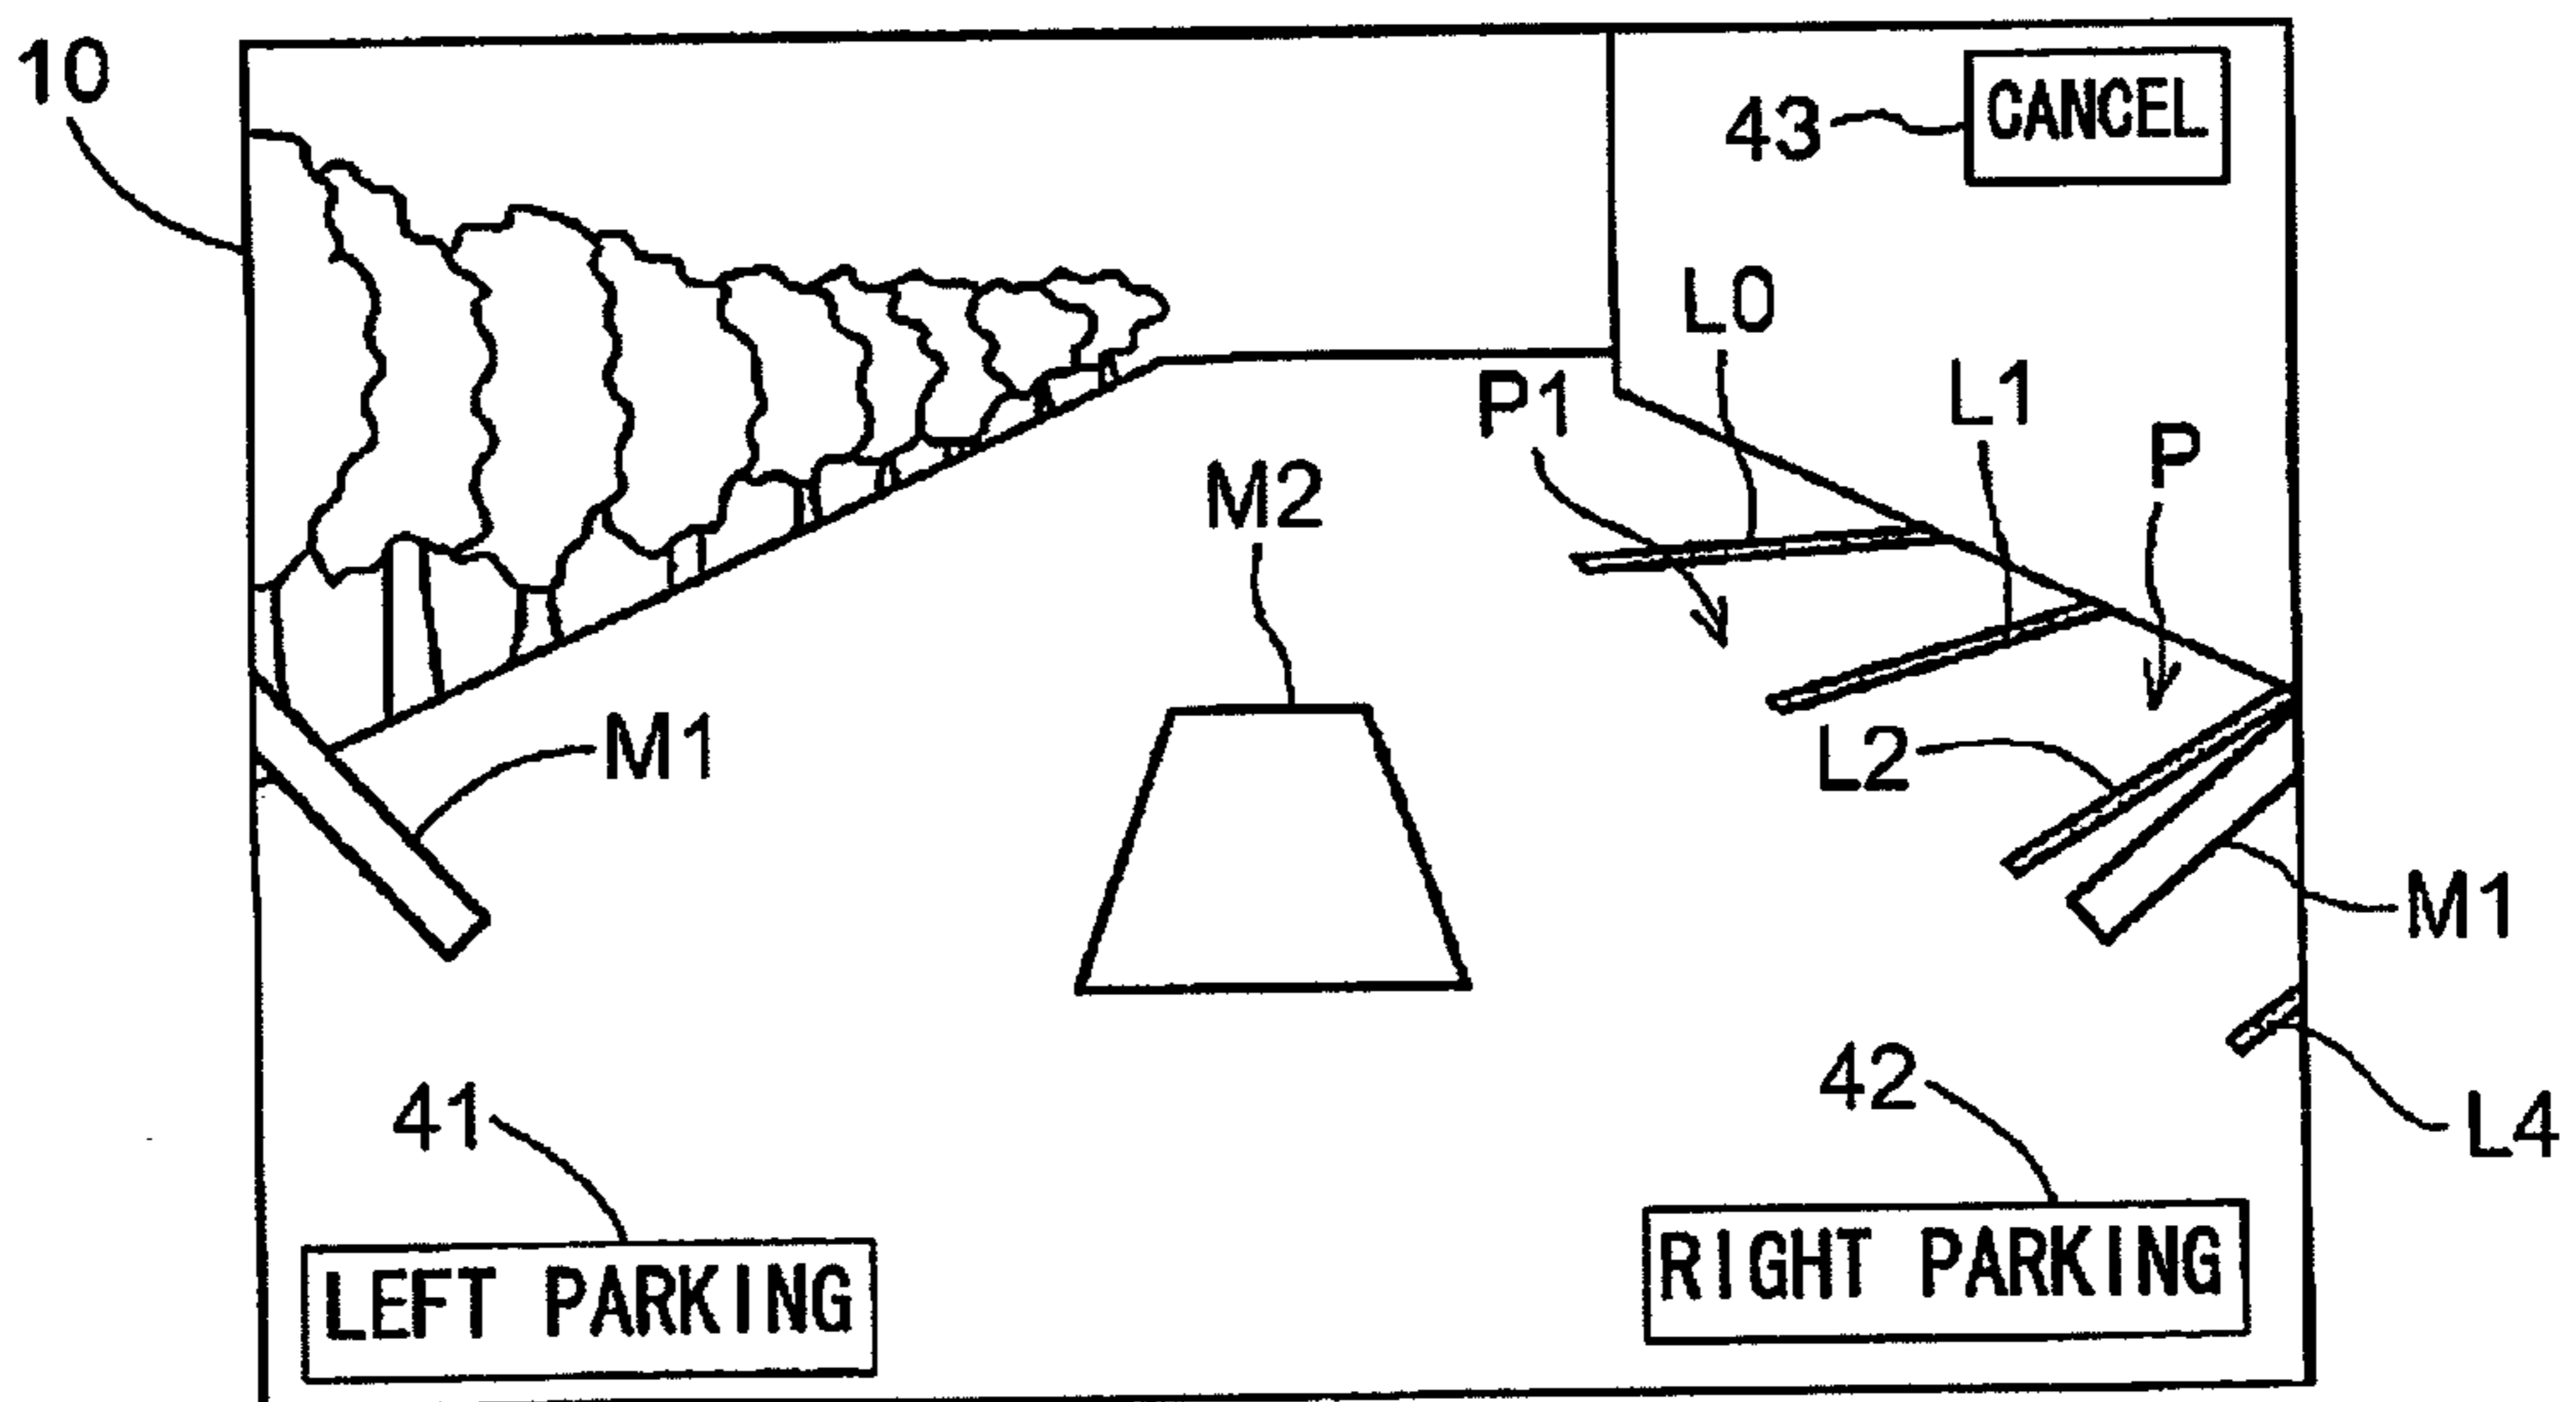 10
43
CANCEL
L0
P1
L1
P
M2
M1
L2
M1
42
41
L4
RIGHT PARKING
LEFT PARKING